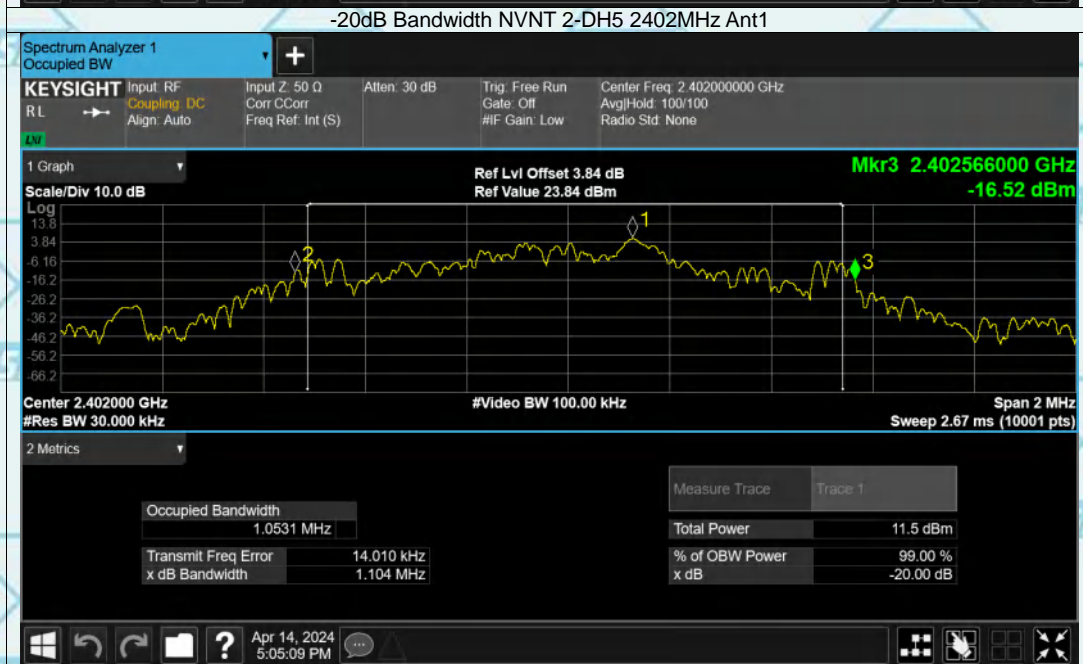 -20dB Bandwidth NVNT 2-DH5 2402MHz Ant1
Spectrum Analyzer 1
Occupied BW
KEYSIGHT Input: RF Input Z: 50 Ω Atten: 30 dB Trig: Free Run Center Freq: 2.402000000 GHz
RL Coupling: DC Corr CCorr Gate: Off Avg|Hold: 100/100
Align: Auto Freq Ref: Int (S) #IF Gain: Low Radio Std: None
LXI
1 Graph Ref Lvl Offset 3.84 dB Mkr3 2.402566000 GHz
Scale/Div 10.0 dB Ref Value 23.84 dBm -16.52 dBm
Log
13.8
3.84
-6.16
-16.2
-26.2
-36.2
-46.2
-56.2
-66.2
1
2
3
Center 2.402000 GHz #Video BW 100.00 kHz Span 2 MHz
#Res BW 30.000 kHz Sweep 2.67 ms (10001 pts)
2 Metrics
Measure Trace Trace 1
Occupied Bandwidth
1.0531 MHz Total Power 11.5 dBm
Transmit Freq Error 14.010 kHz % of OBW Power 99.00 %
x dB Bandwidth 1.104 MHz x dB -20.00 dB
? Apr 14, 2024
5:05:09 PM